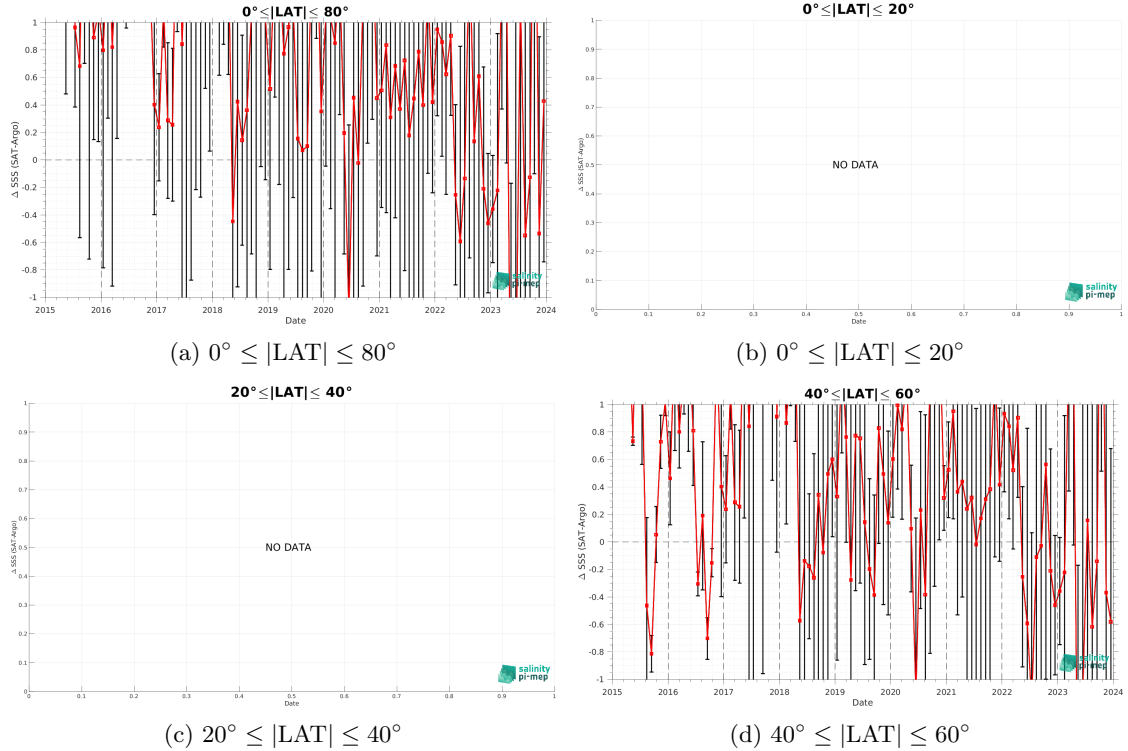 0°≤|LAT|≤ 80°
Δ SSS (SAT-Argo)
1
0.8
0.6
0.4
0.2
0
-0.2
-0.4
-0.6
-0.8
-1
2015 2016 2017 2018 2019 2020 2021 2022 2023 2024
Date
salinity
pi-mep
(a) 0° ≤ |LAT| ≤ 80°
0°≤|LAT|≤ 20°
Δ SSS (SAT-Argo)
1
0.9
0.8
0.7
0.6
0.5
0.4
0.3
0.2
0.1
0
NO DATA
0 0.1 0.2 0.3 0.4 0.5 0.6 0.7 0.8 0.9 1
Date
salinity
pi-mep
(b) 0° ≤ |LAT| ≤ 20°
20°≤|LAT|≤ 40°
Δ SSS (SAT-Argo)
1
0.9
0.8
0.7
0.6
0.5
0.4
0.3
0.2
0.1
0
NO DATA
0 0.1 0.2 0.3 0.4 0.5 0.6 0.7 0.8 0.9 1
Date
salinity
pi-mep
(c) 20° ≤ |LAT| ≤ 40°
40°≤|LAT|≤ 60°
Δ SSS (SAT-Argo)
1
0.8
0.6
0.4
0.2
0
-0.2
-0.4
-0.6
-0.8
-1
2015 2016 2017 2018 2019 2020 2021 2022 2023 2024
Date
salinity
pi-mep
(d) 40° ≤ |LAT| ≤ 60°